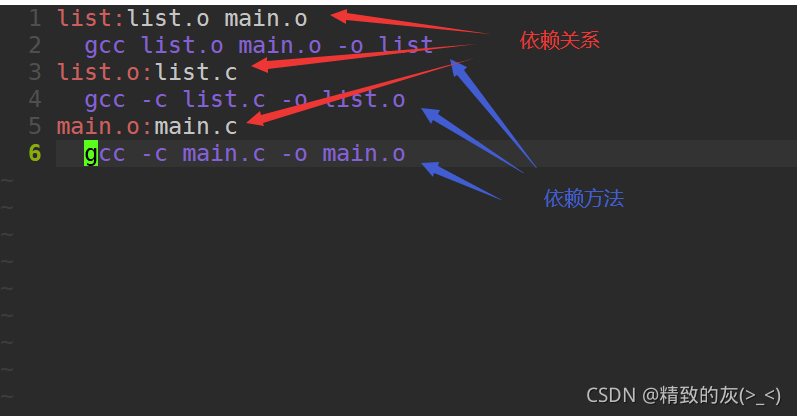 1 list:list.o main.o
2 gcc list.o main.o -o list
3 list.o:list.c
4 gcc -c list.c -o list.o
5 main.o:main.c
6 gcc -c main.c -o main.o
依赖关系
依赖方法
~
~
~
~
~
~
~
~
~
CSDN @精致的灰(>_<)